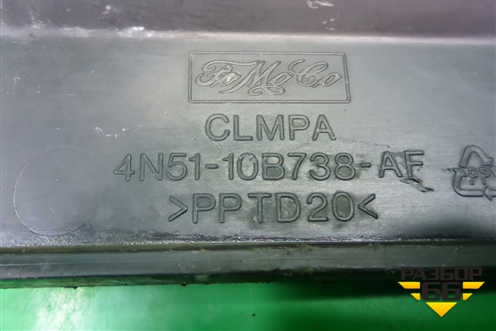 FoMoCo
CLMPA
4N51-10B738-AF
>PPTD20<
РАЗБОР
66